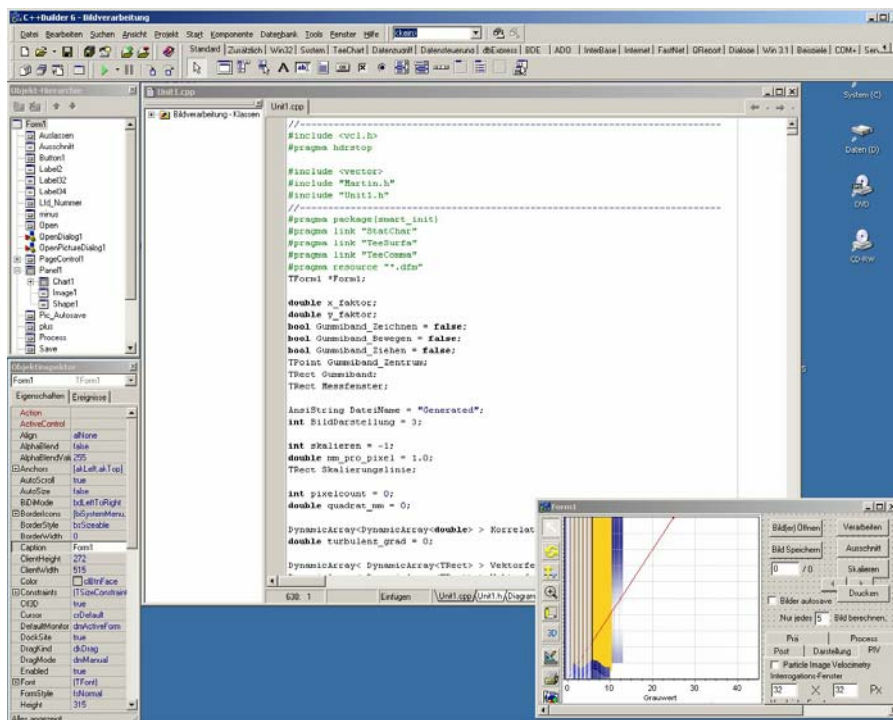 C++Builder 6 - Bildverarbeitung
Datei Bearbeiten Suchen Ansicht Projekt Start Komponente Datenbank Tools Fenster Hilfe
Standard Zusätzlich Win32 System TeeChart Datenzugriff Datensteuerung dbExpress BDE ADO InterBase Internet FastNet QReport Dialoge Win 3.1 Beispiele COM+
Objekt-Hierarchie
Form1
Auslassen
Ausschnitt
Button1
Label2
Label32
Label34
Lfd_Nummer
minus
Open
OpenDialog1
OpenPictureDialog1
PageControl1
Panel1
Chart1
Image1
Shape1
Pic_Autosave
plus
Process
Save
Objektinspektor
Form1 TForm1
Eigenschaften Ereignisse
Action
ActiveControl
Align alNone
AlphaBlend false
255
Anchors [akLeft,akTop]
AutoScroll true
AutoSize false
BiDiMode bdLeftToRight
BorderIcons [biSystemMenu,
BorderStyle bsSizeable
BorderWidth 0
Caption Form1
ClientHeight 272
ClientWidth 515
Color clBtnFace
Constraints (TSizeConstraint
Ctl3D true
Cursor crDefault
DefaultMonitor dmActiveForm
DockSite true
DragKind dkDrag
DragMode dmManual
Enabled true
Font (TFont)
FormStyle fsNormal
Height 315
Alles angezeigt
Unit1.cpp
Bildverarbeitung - Klassen
Unit1.cpp
#include <vcl.h>
#pragma hdrstop
#include <vector>
#include "Martin.h"
#include "Unit1.h"
#pragma package(smart_init)
#pragma link "StatChar"
#pragma link "TeeSurfa"
#pragma link "TeeComma"
#pragma resource "*.dfm"
TForm1 *Form1;
double x_faktor;
double y_faktor;
bool Gummiband_Zeichnen = false;
bool Gummiband_Bewegen = false;
bool Gummiband_Ziehen = false;
TPoint Gummiband_Zentrum;
TRect Gummiband;
TRect Messfenster;
AnsiString DateiName = "Generated";
int BildDarstellung = 3;
int skalieren = -1;
double nm_pro_pixel = 1.0;
TRect Skalierungslinie;
int pixelcount = 0;
double quadrat_nm = 0;
DynamicArray<DynamicArray<double> > Korrelat
double turbulenz_grad = 0;
DynamicArray< DynamicArray<TRect> > Vektorfe
630: 1 Einfügen Unit1.cpp Unit1.h Diagram
System (C)
Daten (D)
DVD
CD-RW
Form1
3D
0 10 20 30 40
Grauwert
Bild(er) Öffnen Verarbeiten
Bild Speichern Ausschnitt
0 / 0 Skalieren
Drucken
Bilder autosave
Nur jedes 5 Bild berechnen.
Prä Process
Post Darstellung PIV
Particle Image Velocimetry
Interrogations-Fenster
32 X 32 Px